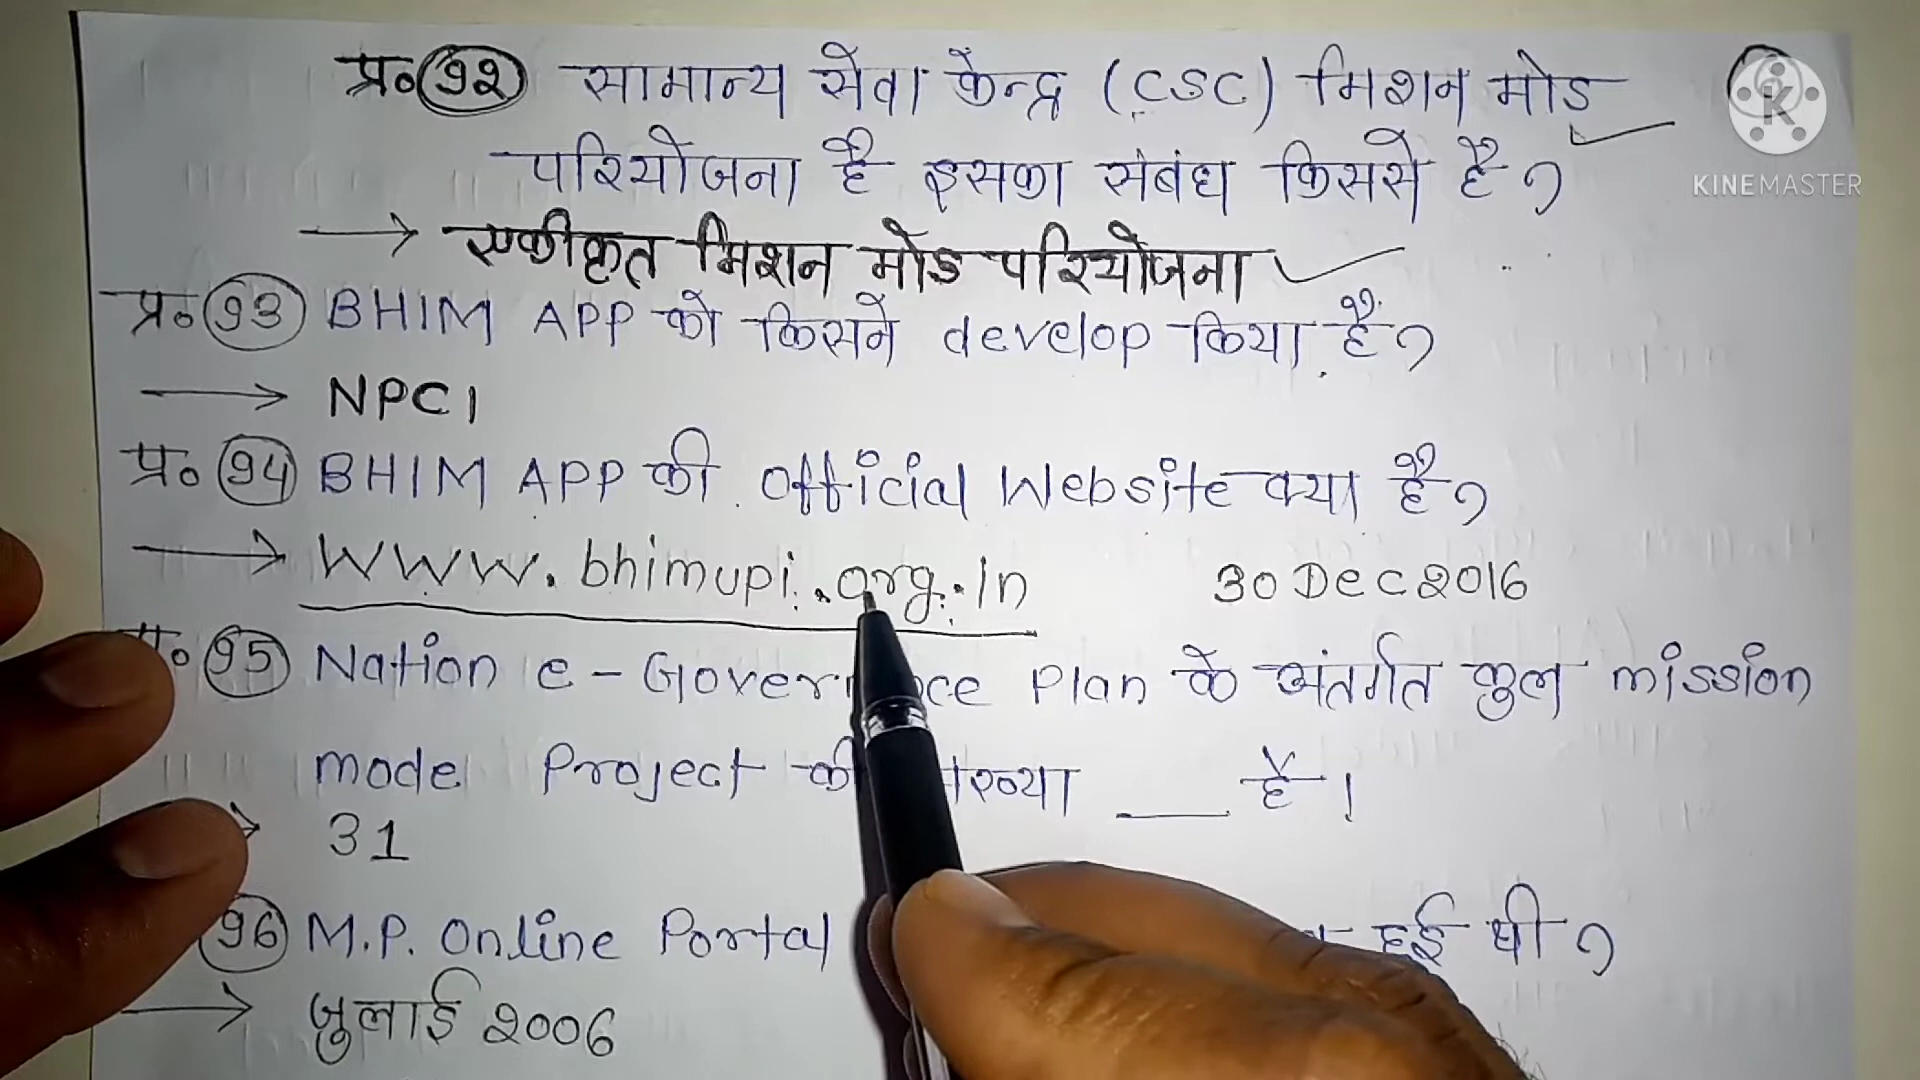 प्र० 92 सामान्य सेवा केन्द्र (CSC) मिशन मोड
परियोजना है इसका संबंध किससे है?
→ एकीकृत मिशन मोड परियोजना
प्र० 93 BHIM APP को किसने develop किया है?
→ NPCI
प्र० 94 BHIM APP की official Website क्या है?
→ WWW.bhimupi.org.in 30 Dec 2016
प्र० 95 Nation e-Gover ce Plan के अंतर्गत कुल mission
mode Project की ___ है।
→ 31
96 M.P. Online Portal हुई थी?
→ जुलाई 2006
KINEMASTER